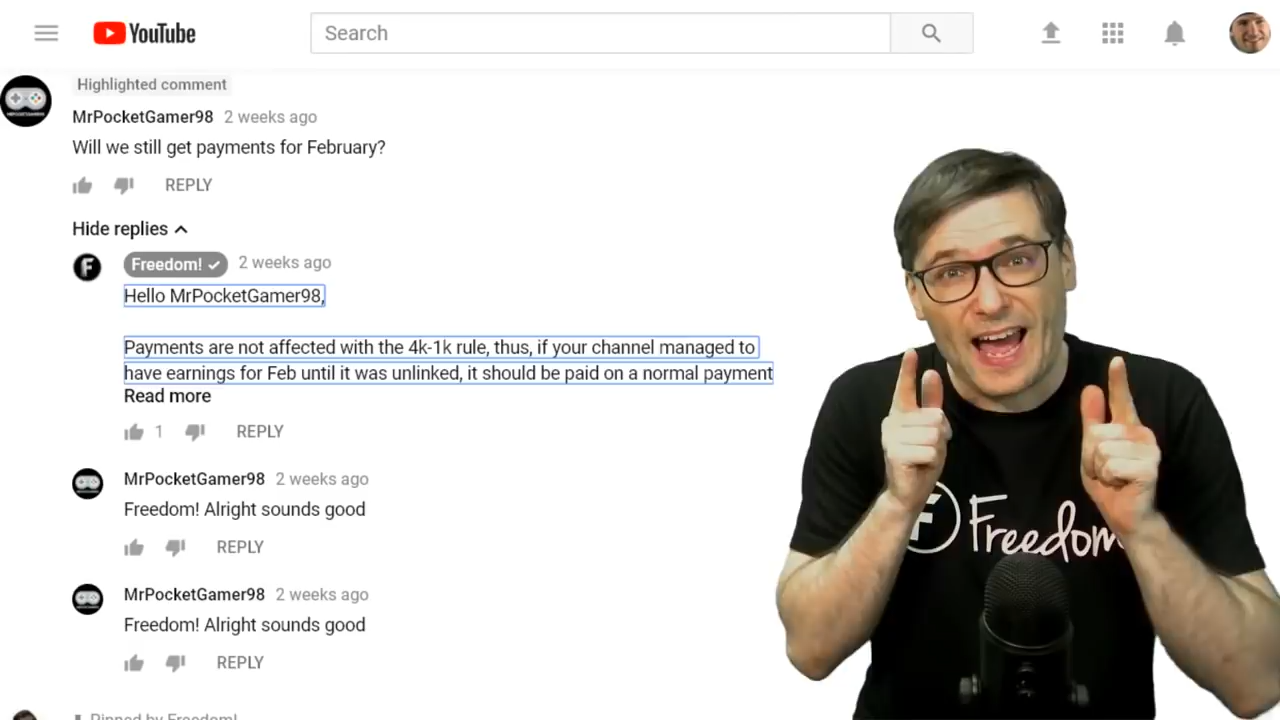 YouTube
Search
Highlighted comment
MrPocketGamer98 2 weeks ago
Will we still get payments for February?
REPLY
Hide replies
Freedom! 2 weeks ago
Hello MrPocketGamer98,
Payments are not affected with the 4k-1k rule, thus, if your channel managed to
have earnings for Feb until it was unlinked, it should be paid on a normal payment
Read more
1 REPLY
MrPocketGamer98 2 weeks ago
Freedom! Alright sounds good
REPLY
MrPocketGamer98 2 weeks ago
Freedom! Alright sounds good
REPLY
Pinned by Freedom!
F Freedom